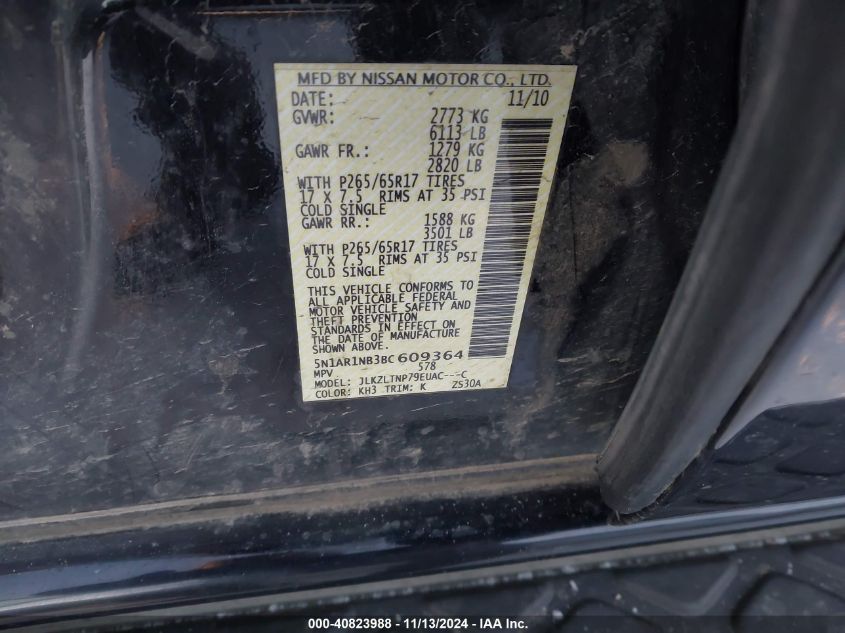 MFD BY NISSAN MOTOR CO., LTD.
DATE: 11/10
GVWR: 2773 KG
6113 LB
GAWR FR.: 1279 KG
2820 LB
WITH P265/65R17 TIRES
17 X 7.5 RIMS AT 35 PSI
COLD SINGLE
GAWR RR.: 1588 KG
3501 LB
WITH P265/65R17 TIRES
17 X 7.5 RIMS AT 35 PSI
COLD SINGLE
THIS VEHICLE CONFORMS TO
ALL APPLICABLE FEDERAL
MOTOR VEHICLE SAFETY AND
THEFT PREVENTION
STANDARDS IN EFFECT ON
THE DATE OF MANUFACTURE
SHOWN ABOVE.
5N1AR1NB3BC 609364
MPV 578
MODEL: JLKZLTNP79EUAC---C
COLOR: KH3 TRIM: K ZS30A
000-40823988 - 11/13/2024 - IAA Inc.